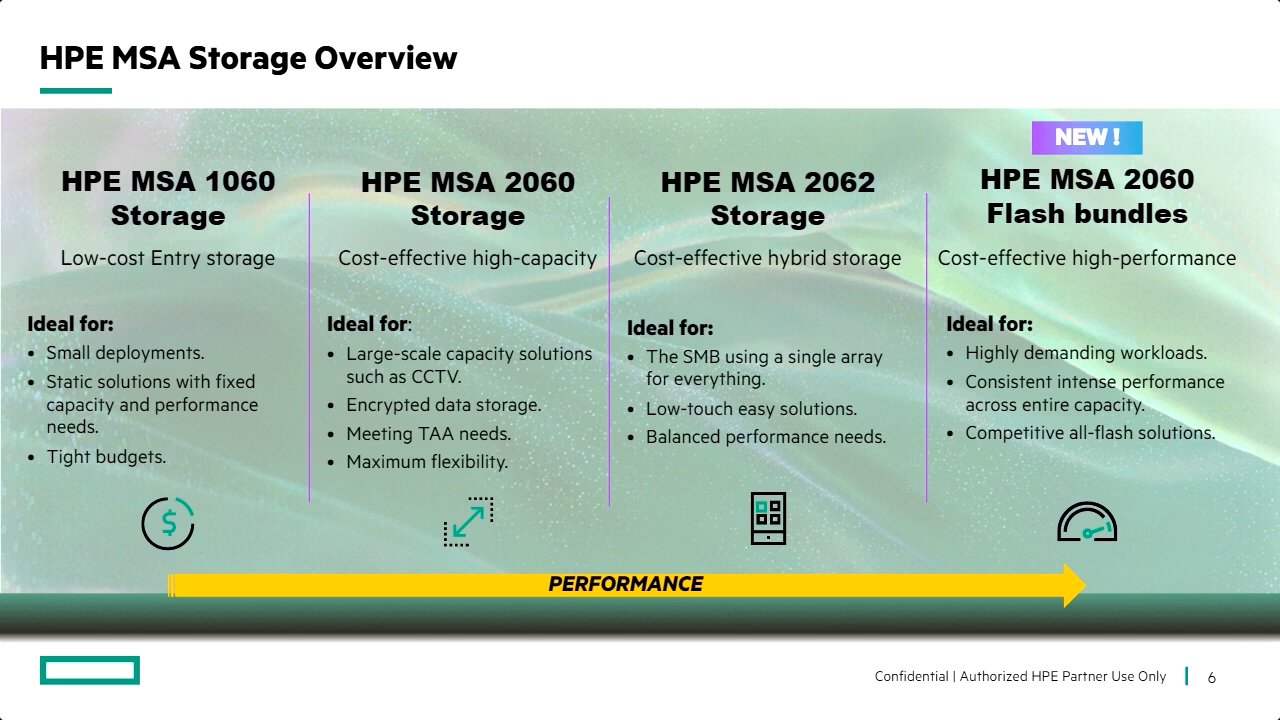 HPE MSA Storage Overview
HPE MSA 1060
Storage
Low-cost Entry storage
Ideal for:
• Small deployments.
• Static solutions with fixed
capacity and performance
needs.
• Tight budgets.
$
HPE MSA 2060
Storage
Cost-effective high-capacity
Ideal for:
• Large-scale capacity solutions
such as CCTV.
• Encrypted data storage.
• Meeting TAA needs.
• Maximum flexibility.
HPE MSA 2062
Storage
Cost-effective hybrid storage
Ideal for:
• The SMB using a single array
for everything.
• Low-touch easy solutions.
• Balanced performance needs.
NEW !
HPE MSA 2060
Flash bundles
Cost-effective high-performance
Ideal for:
• Highly demanding workloads.
• Consistent intense performance
across entire capacity.
• Competitive all-flash solutions.
PERFORMANCE
Confidential | Authorized HPE Partner Use Only
6